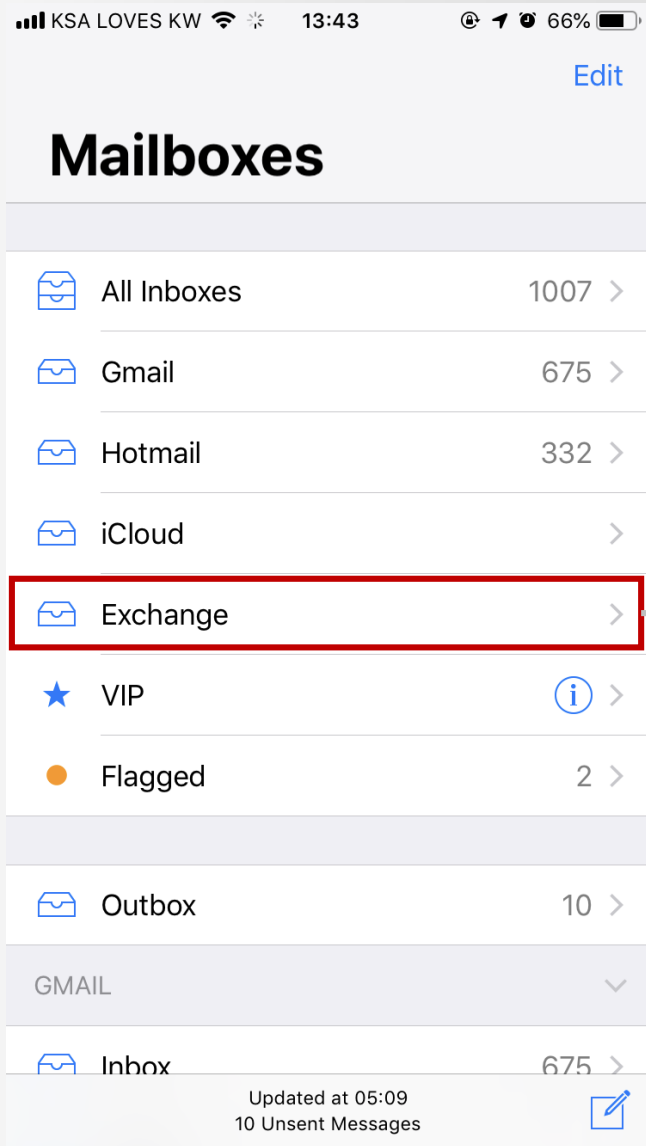 KSA LOVES KW 13:43 66%
Edit
Mailboxes
All Inboxes 1007
Gmail 675
Hotmail 332
iCloud
Exchange
VIP i
Flagged 2
Outbox 10
GMAIL
Inbox 675
Updated at 05:09
10 Unsent Messages